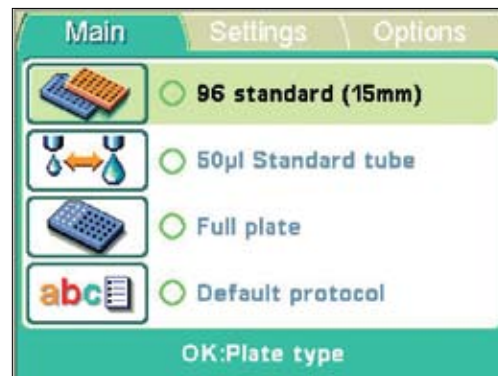 Main Settings Options
96 standard (15mm)
50µl Standard tube
Full plate
abc Default protocol
OK:Plate type